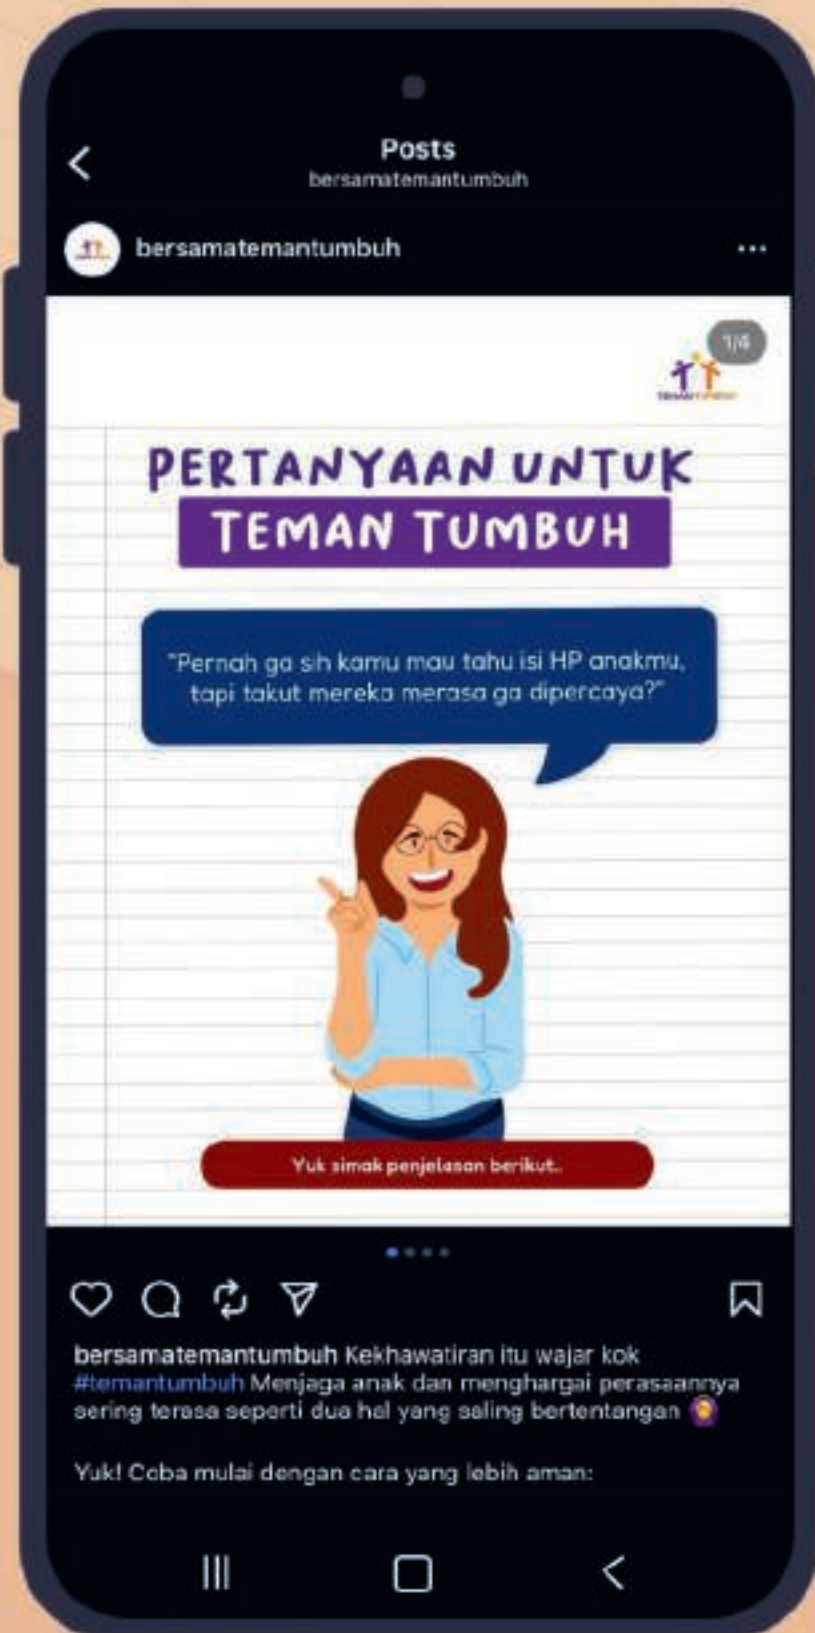 Posts
bersamatemantumbuh
bersamatemantumbuh
1/4
PERTANYAAN UNTUK
TEMAN TUMBUH
"Pernah ga sih kamu mau tahu isi HP anakmu,
tapi takut mereka merasa ga dipercaya?"
Yuk simak penjelasan berikut..
bersamatemantumbuh Kekhawatiran itu wajar kok
#temantumbuh Menjaga anak dan menghargai perasaannya
sering terasa seperti dua hal yang saling bertentangan
Yuk! Coba mulai dengan cara yang lebih aman: